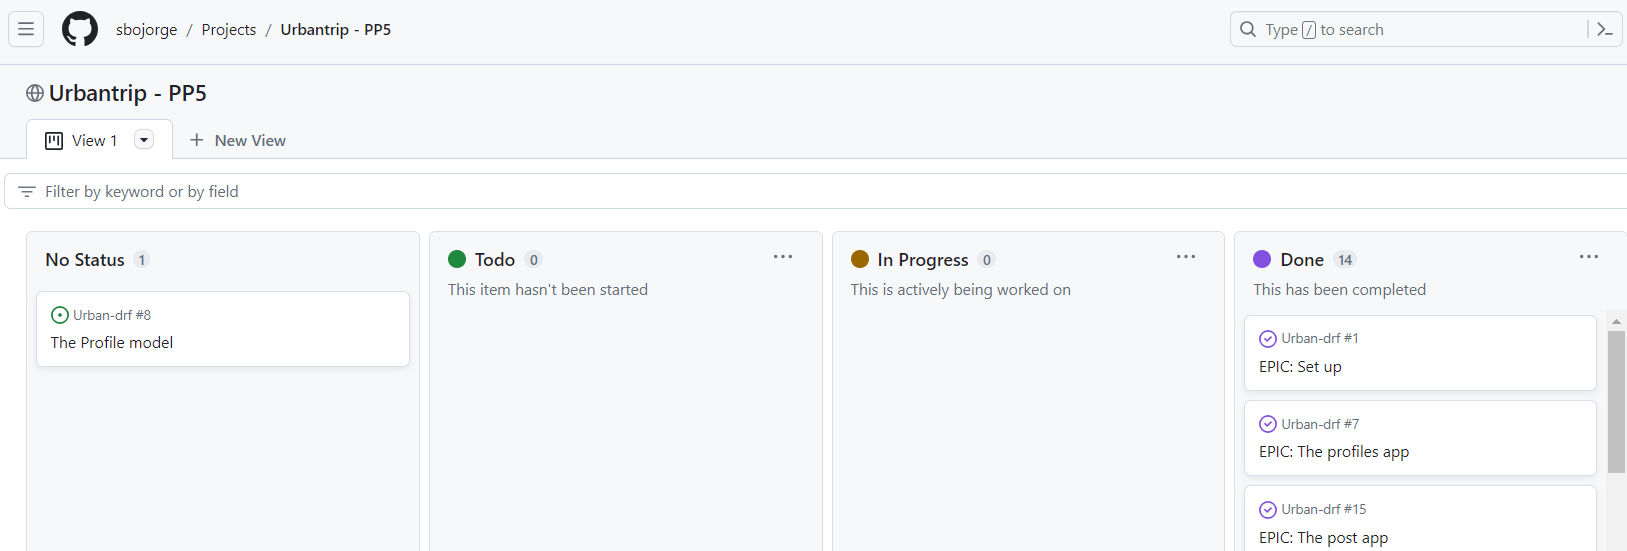 sbojorge / Projects / Urbantrip - PP5
Type / to search
Urbantrip - PP5
View 1
New View
Filter by keyword or by field
No Status 1
Urban-drf #8
The Profile model
Todo 0
This item hasn't been started
In Progress 0
This is actively being worked on
Done 14
This has been completed
Urban-drf #1
EPIC: Set up
Urban-drf #7
EPIC: The profiles app
Urban-drf #15
EPIC: The post app